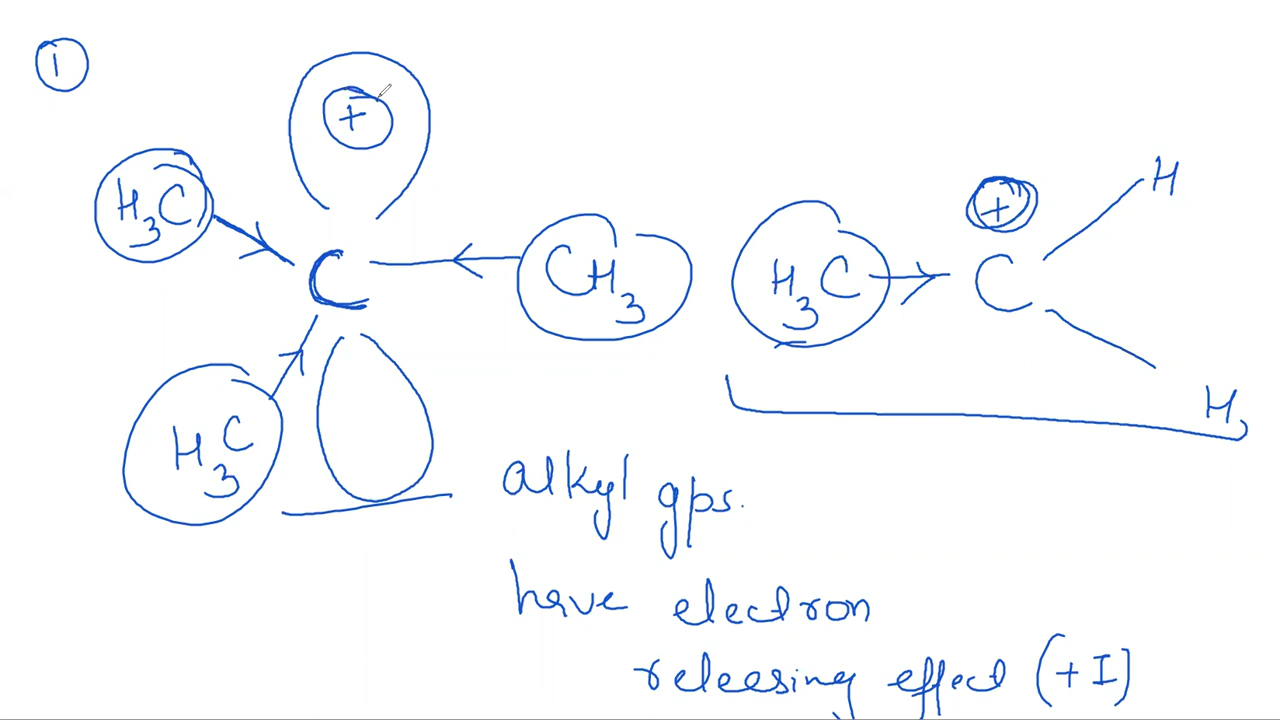 1
+
H₃C
C
CH₃
H₃C
H₃C
+
C
H
H,
alkyl gps.
have electron
releasing effect (+I)